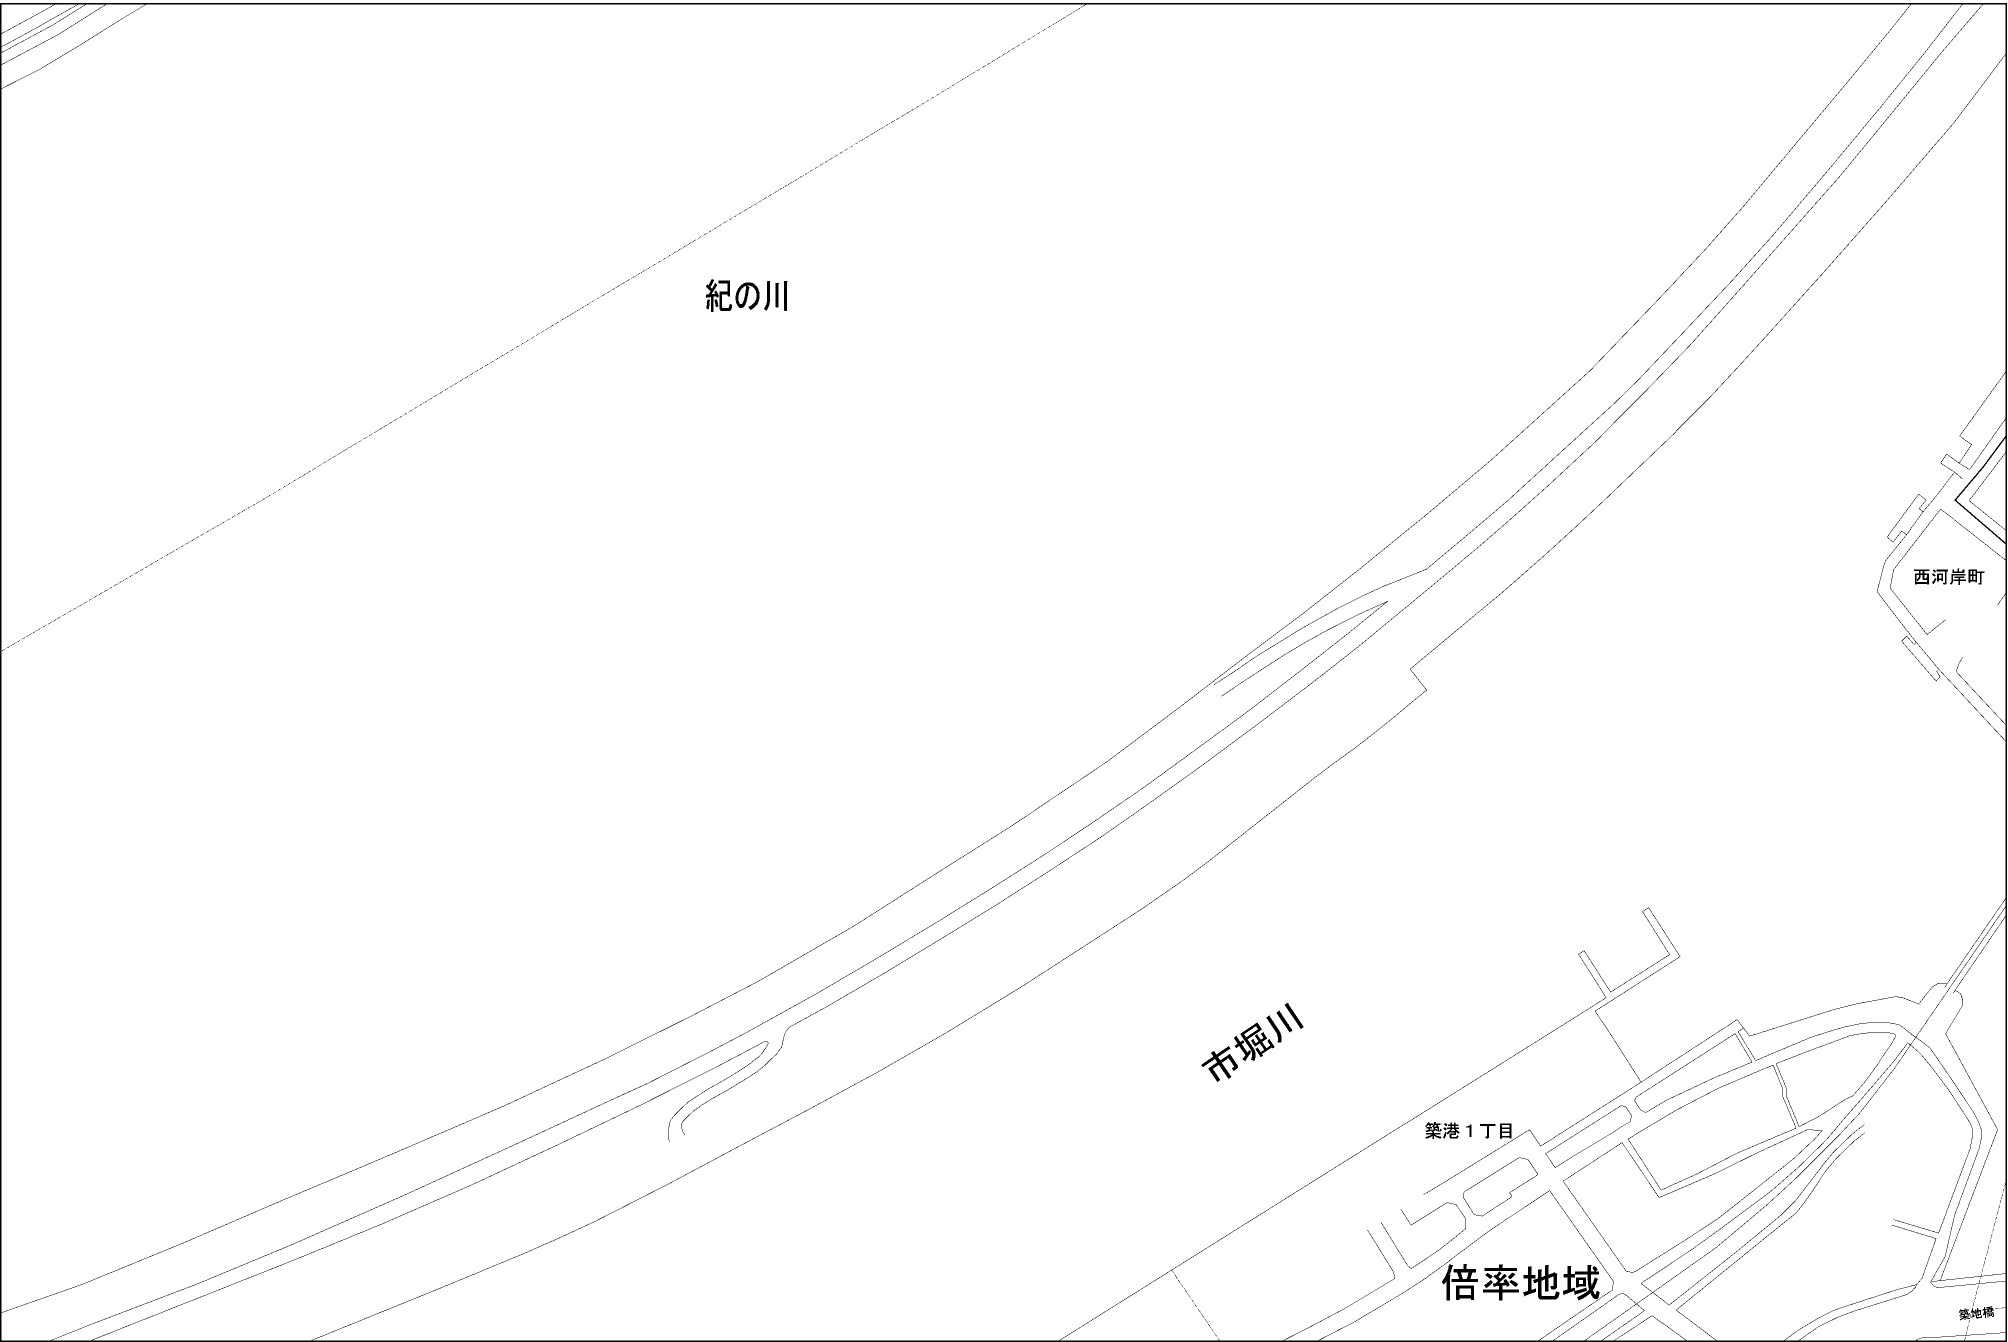 紀の川
西河岸町
市堀川
築港１丁目
倍率地域
築地橋